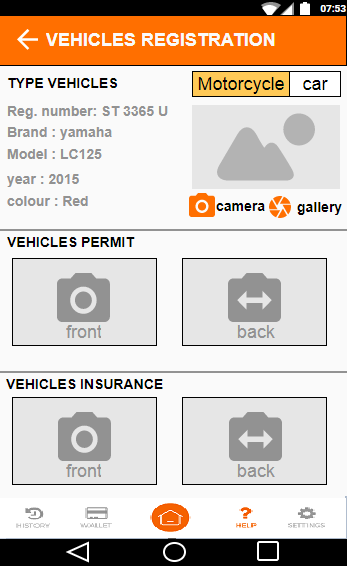 07:53
VEHICLES REGISTRATION
TYPE VEHICLES
Motorcycle car
Reg. number: ST 3365 U
Brand : yamaha
Model : LC125
year : 2015
colour : Red
camera gallery
VEHICLES PERMIT
front back
VEHICLES INSURANCE
front back
HISTORY WALLET HELP SETTINGS